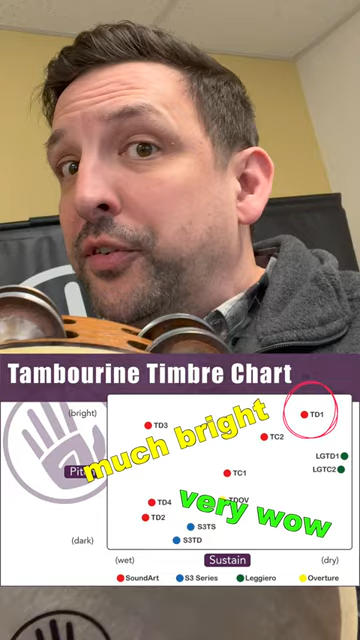 Tambourine Timbre Chart
(bright)
TD1
TD3
much bright
TC2
LGTD1
Pit
LGTC2
TC1
TD4
very wow
TDOV
TD2
S3TS
(dark)
S3TD
(wet)
Sustain
(dry)
SoundArt
S3 Series
Leggiero
Overture